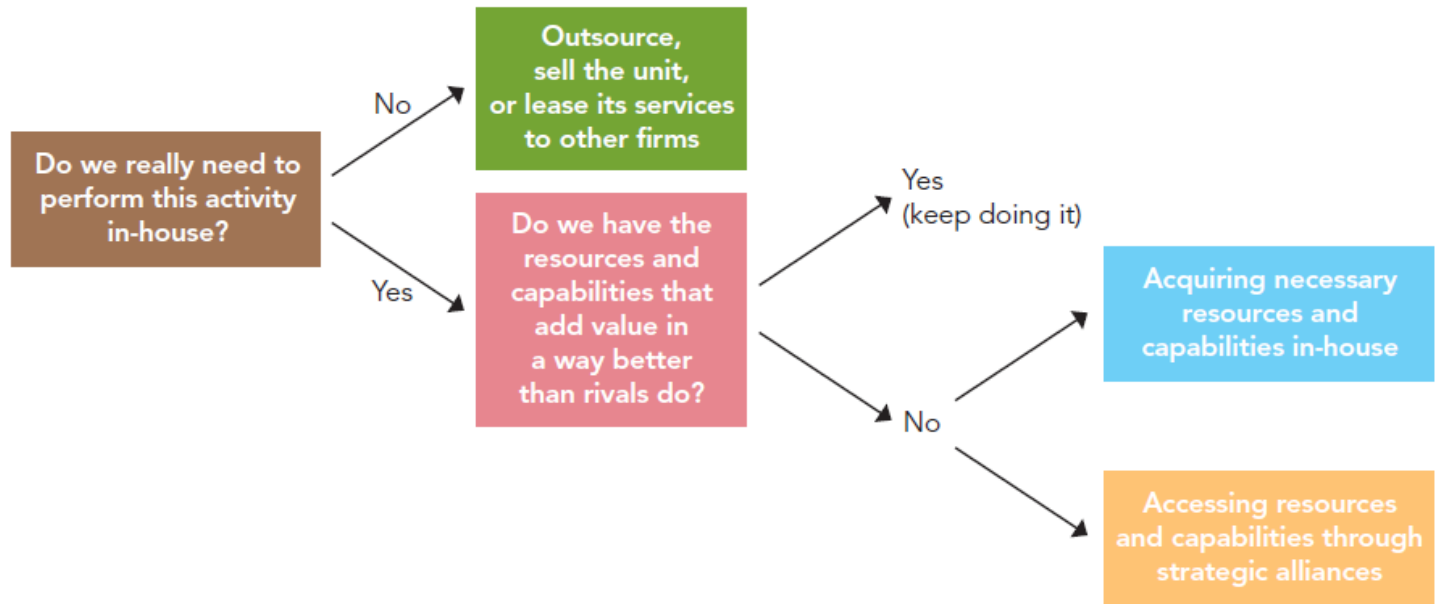 Do we really need to
perform this activity
in-house?
No
Yes
Outsource,
sell the unit,
or lease its services
to other firms
Do we have the
resources and
capabilities that
add value in
a way better
than rivals do?
Yes
(keep doing it)
No
Acquiring necessary
resources and
capabilities in-house
Accessing resources
and capabilities through
strategic alliances